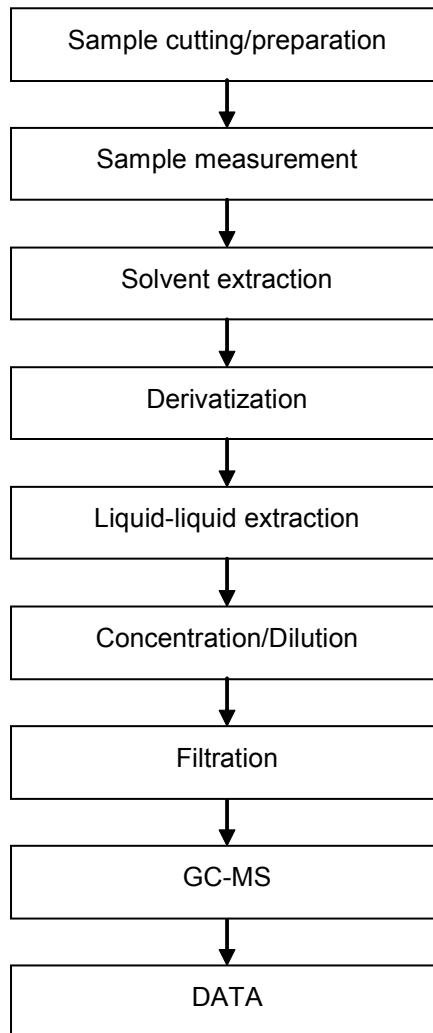 Sample cutting/preparation
Sample measurement
Solvent extraction
Derivatization
Liquid-liquid extraction
Concentration/Dilution
Filtration
GC-MS
DATA